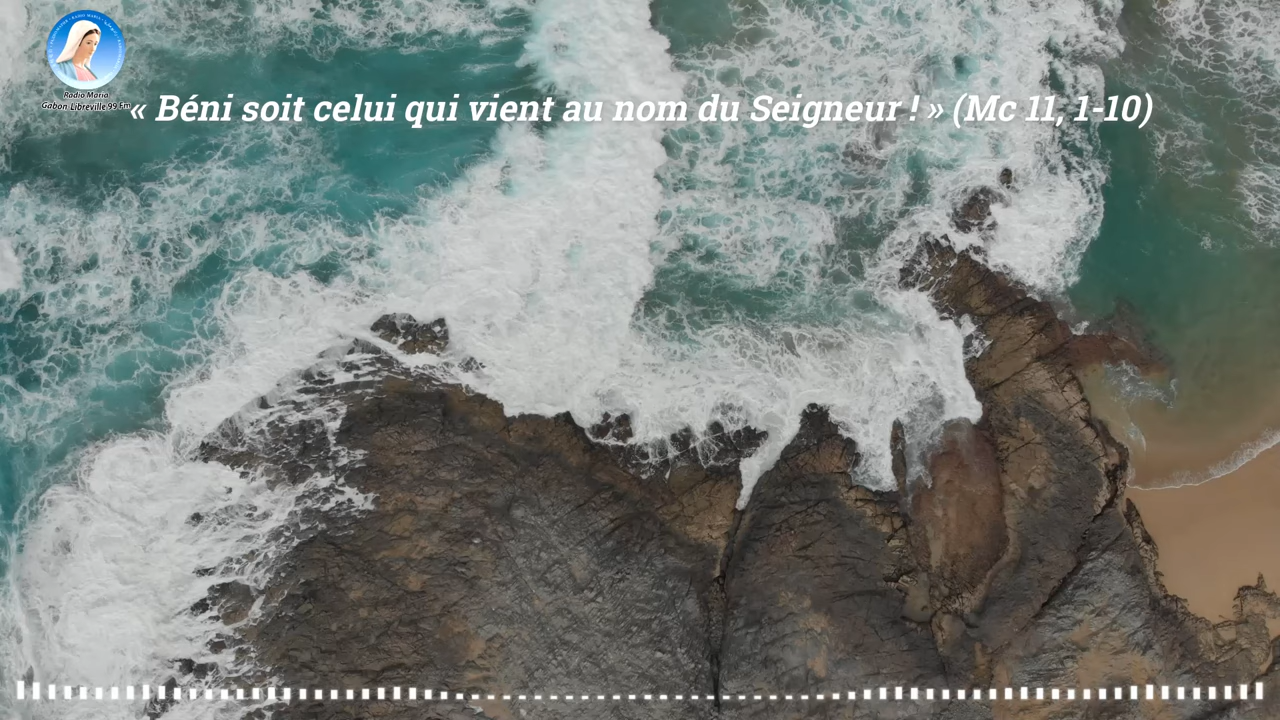 Radio Maria
Gabon Libreville 99 Fm
« Béni soit celui qui vient au nom du Seigneur ! » (Mc 11, 1-10)